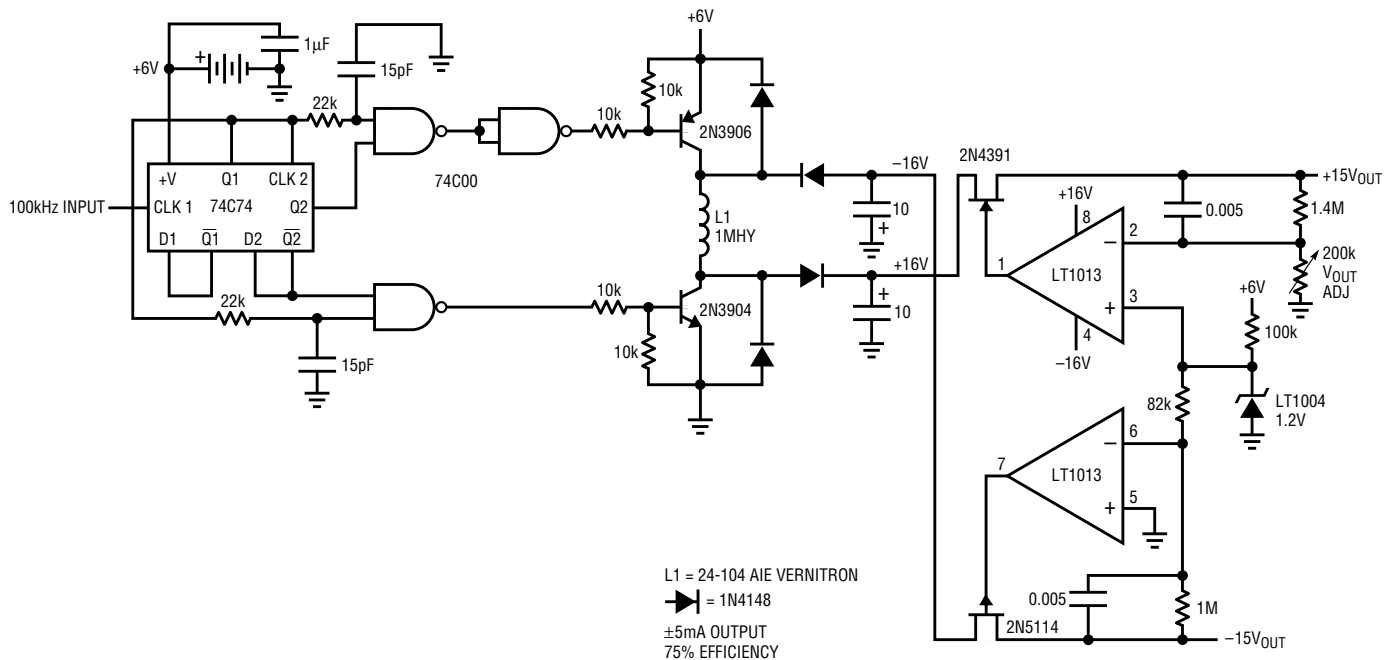 +6V
1µF
+6V
+
15pF
10k
22k
10k
2N3906
+V
Q1
CLK 2
100kHz INPUT
CLK 1
74C74
Q2
74C00
D1
Q1
D2
Q2
L1
1MHY
22k
10k
2N3904
10k
15pF
–16V
10
+
+16V
+
10
2N4391
+15VOUT
+16V
8
0.005
1.4M
2
–
1
LT1013
200k
VOUT
ADJ
3
+
+6V
4
100k
–16V
82k
LT1004
1.2V
6
–
7
LT1013
5
+
0.005
1M
2N5114
–15VOUT
L1 = 24-104 AIE VERNITRON
= 1N4148
±5mA OUTPUT
75% EFFICIENCY